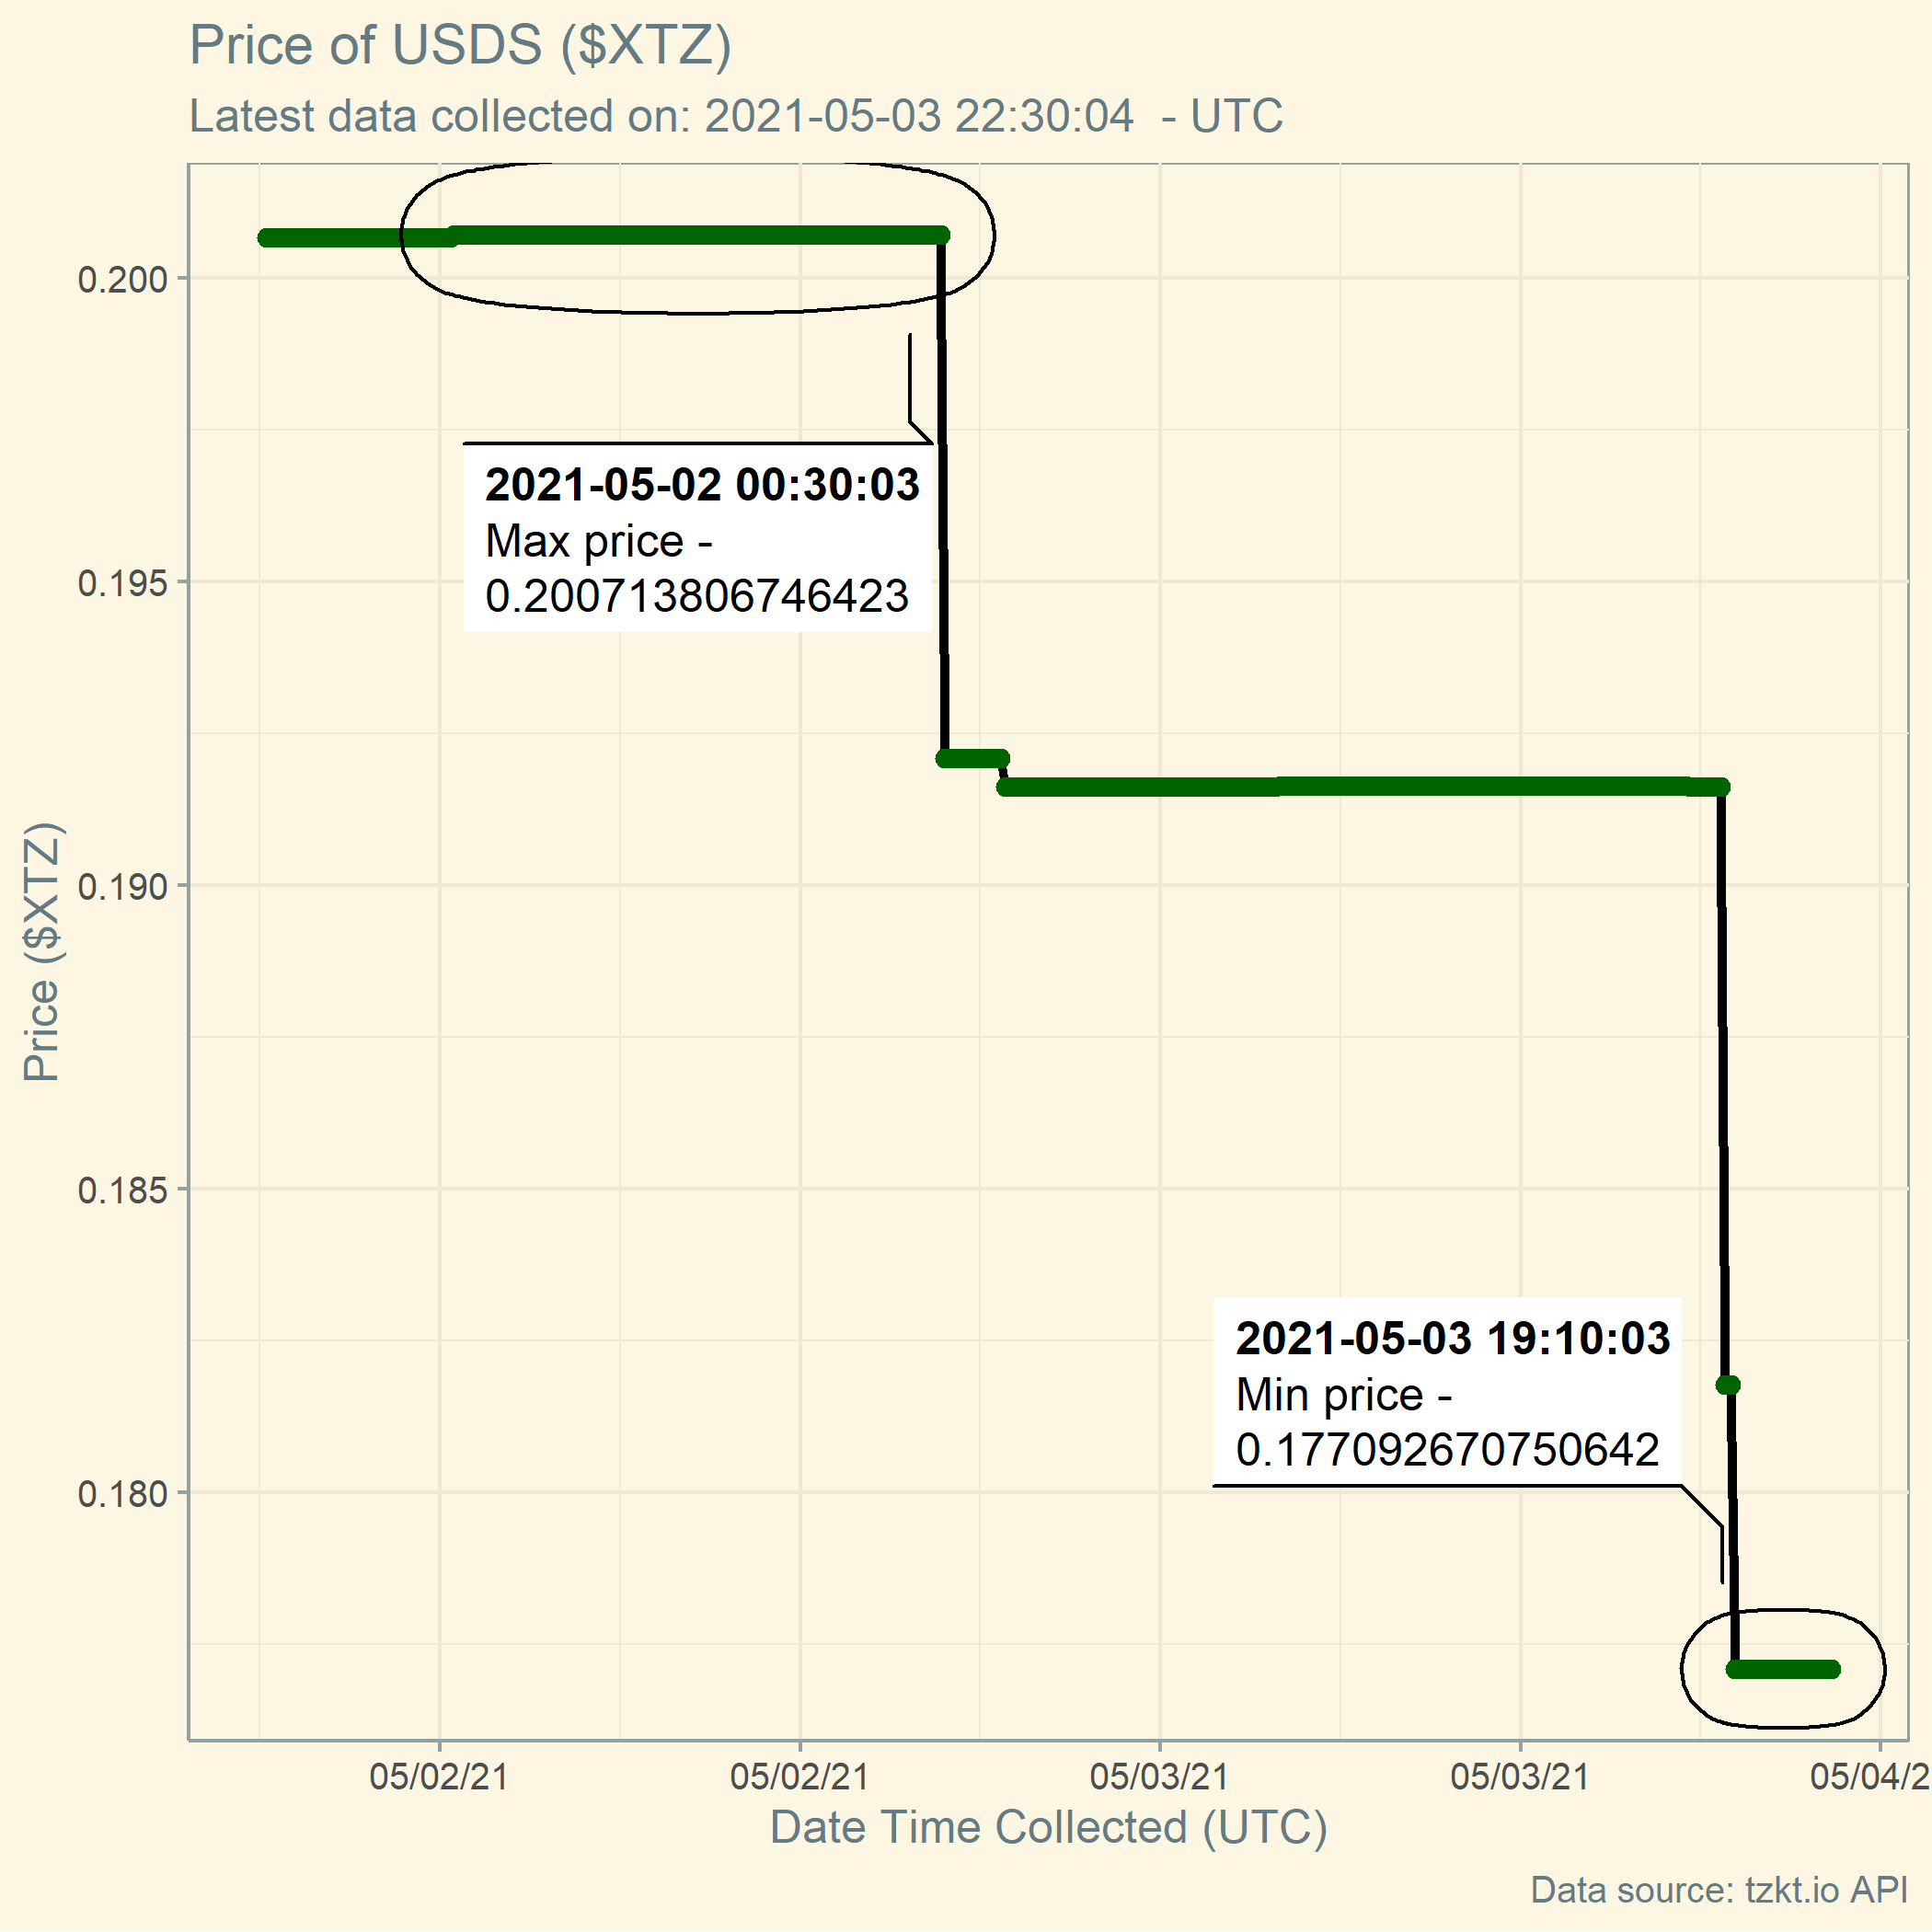 Price of USDS ($XTZ)
Latest data collected on: 2021-05-03 22:30:04  - UTC
0.200
2021-05-02 00:30:03
Max price -
0.200713806746423
0.195
Price ($XTZ)
0.190
0.185
2021-05-03 19:10:03
Min price -
0.177092670750642
0.180
05/02/21 05/02/21 05/03/21 05/03/21 05/04/2
Date Time Collected (UTC)
Data source: tzkt.io API